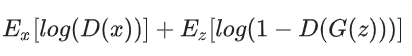 E_x[log(D(x))] + E_z[log(1 − D(G(z)))]